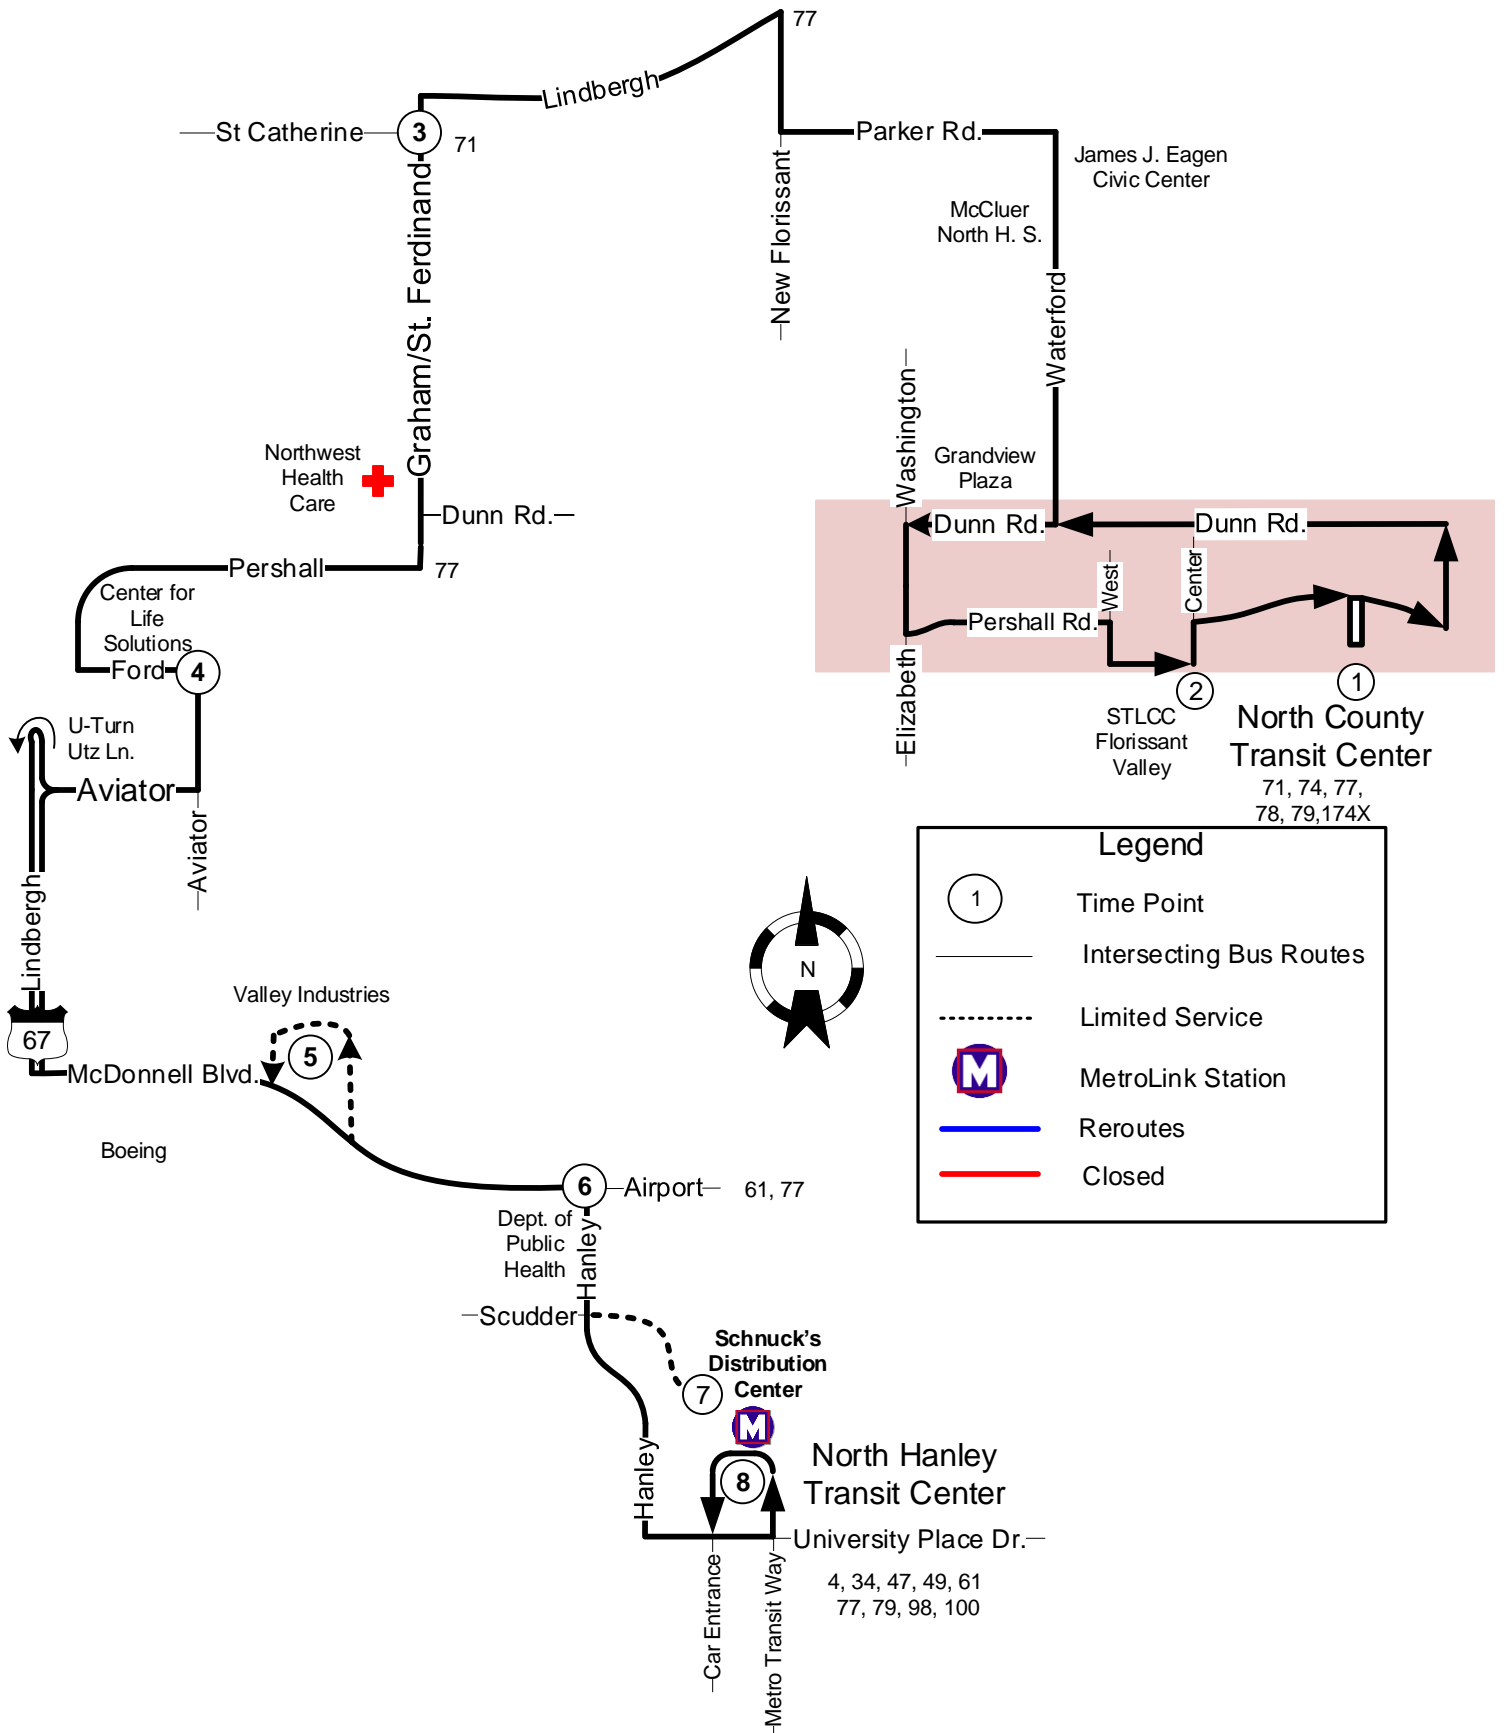 77
Lindbergh
St Catherine
3
71
Parker Rd.
James J. Eagen
Civic Center
McCluer
North H. S.
New Florissant
Graham/St. Ferdinand
Waterford
Washington
Grandview
Plaza
Northwest
Health
Care
Dunn Rd.
Dunn Rd.
Dunn Rd.
Pershall
77
West
Center
Pershall Rd.
Center for
Life
Solutions
Ford
4
Elizabeth
2
1
STLCC
Florissant
Valley
North County
Transit Center
71, 74, 77,
78, 79,174X
U-Turn
Utz Ln.
Aviator
Aviator
Lindbergh
67
McDonnell Blvd.
Valley Industries
5
Boeing
N
Legend
1
Time Point
Intersecting Bus Routes
Limited Service
M
MetroLink Station
Reroutes
Closed
6
Airport
61, 77
Dept. of
Public
Health
Hanley
Scudder
Schnuck's
Distribution
Center
7
M
Hanley
8
North Hanley
Transit Center
University Place Dr.
4, 34, 47, 49, 61
77, 79, 98, 100
Car Entrance
Metro Transit Way